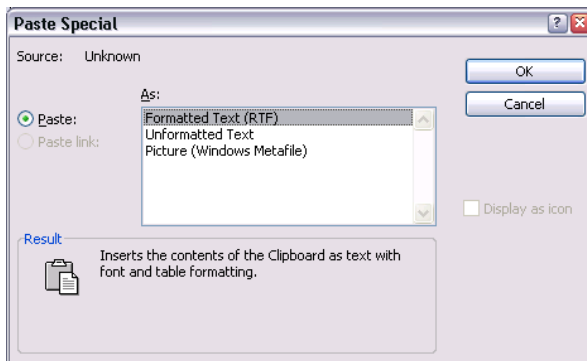 Paste Special
Source: Unknown
As:
Paste:
Paste link:
Formatted Text (RTF)
Unformatted Text
Picture (Windows Metafile)
OK
Cancel
Display as icon
Result
Inserts the contents of the Clipboard as text with
font and table formatting.